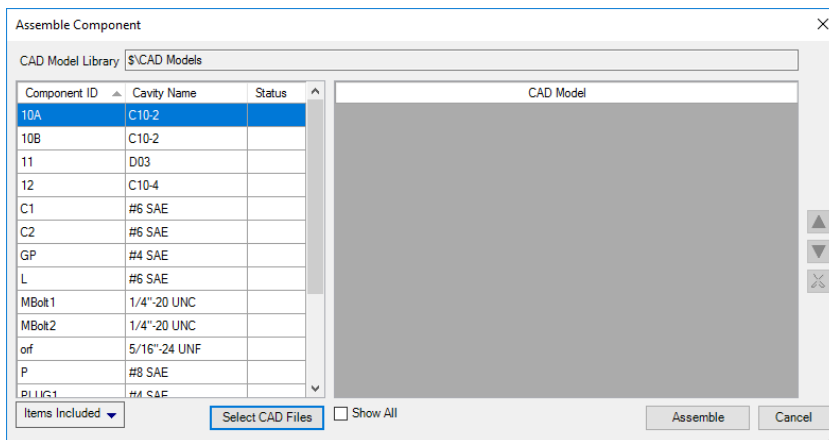 Assemble Component
CAD Model Library $\CAD Models
Component ID Cavity Name Status CAD Model
10A C10-2
10B C10-2
11 D03
12 C10-4
C1 #6 SAE
C2 #6 SAE
GP #4 SAE
L #6 SAE
MBolt1 1/4"-20 UNC
MBolt2 1/4"-20 UNC
orf 5/16"-24 UNF
P #8 SAE
PLUG1 #4 SAE
Items Included Select CAD Files Show All Assemble Cancel